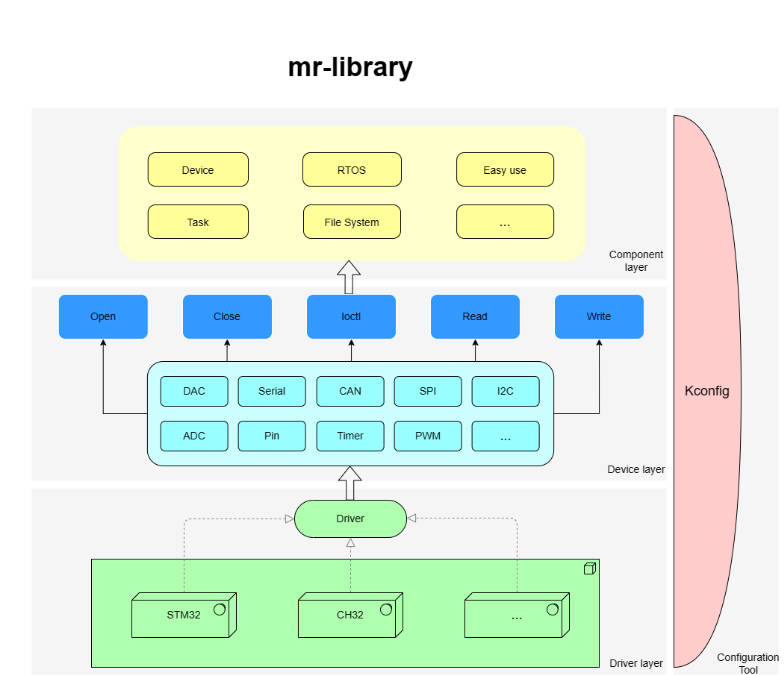 mr-library
Device
RTOS
Easy use
Task
File System
...
Component
layer
Open
Close
Ioctl
Read
Write
DAC
Serial
CAN
SPI
I2C
ADC
Pin
Timer
PWM
...
Device layer
Kconfig
Driver
STM32
CH32
...
Driver layer
Configuration
Tool